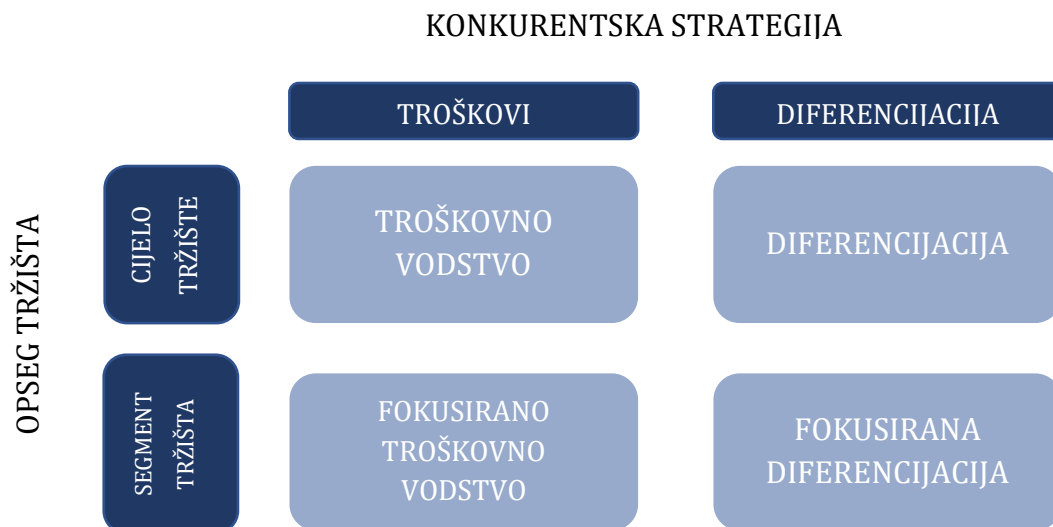 KONKURENTSKA STRATEGIJA
TROŠKOVI
DIFERENCIJACIJA
OPSEG TRŽIŠTA
CIJELO
TRŽIŠTE
TROŠKOVNO
VODSTVO
DIFERENCIJACIJA
SEGMENT
TRŽIŠTA
FOKUSIRANO
TROŠKOVNO
VODSTVO
FOKUSIRANA
DIFERENCIJACIJA